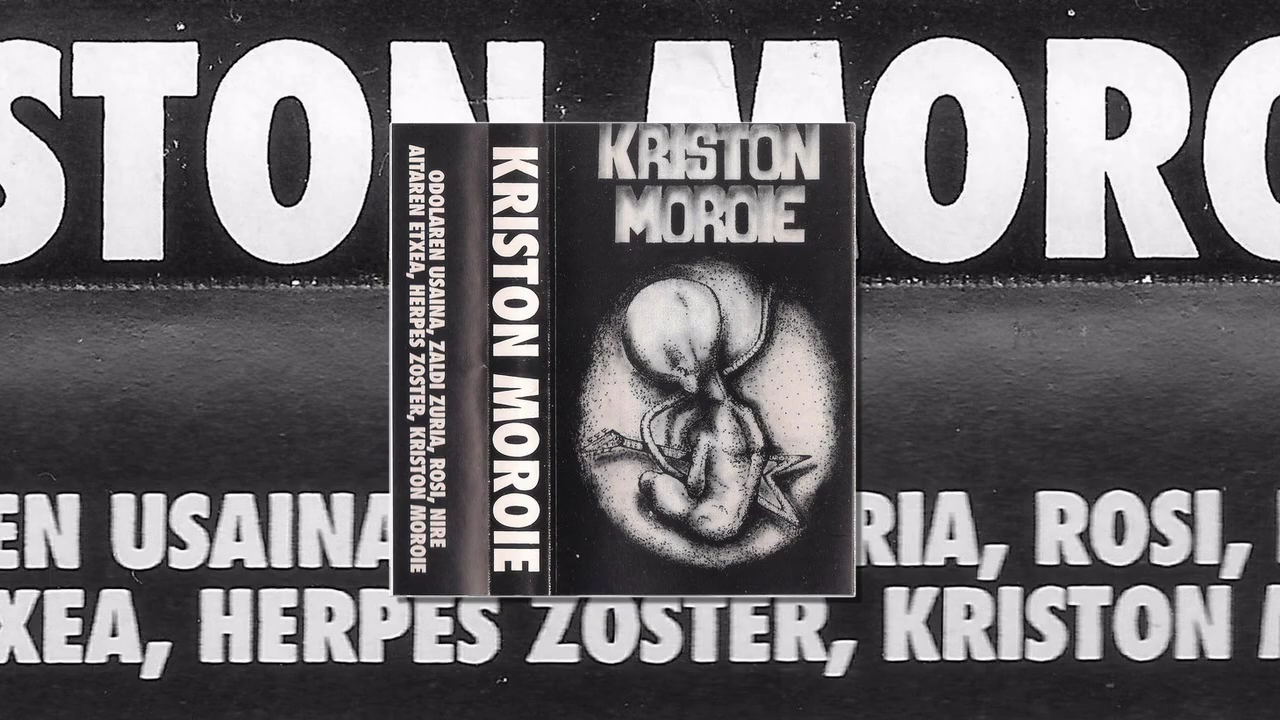 STON MORO
KRISTON
MOROIE
KRISTON MOROIE
ODOLAREN USAINA, ZALDI ZURIA, ROSI, NIRE
AITAREN ETXEA, HERPES ZOSTER, KRISTON MOROIE
EN USAINA
RIA, ROSI,
XEA, HERPES ZOSTER, KRISTON M